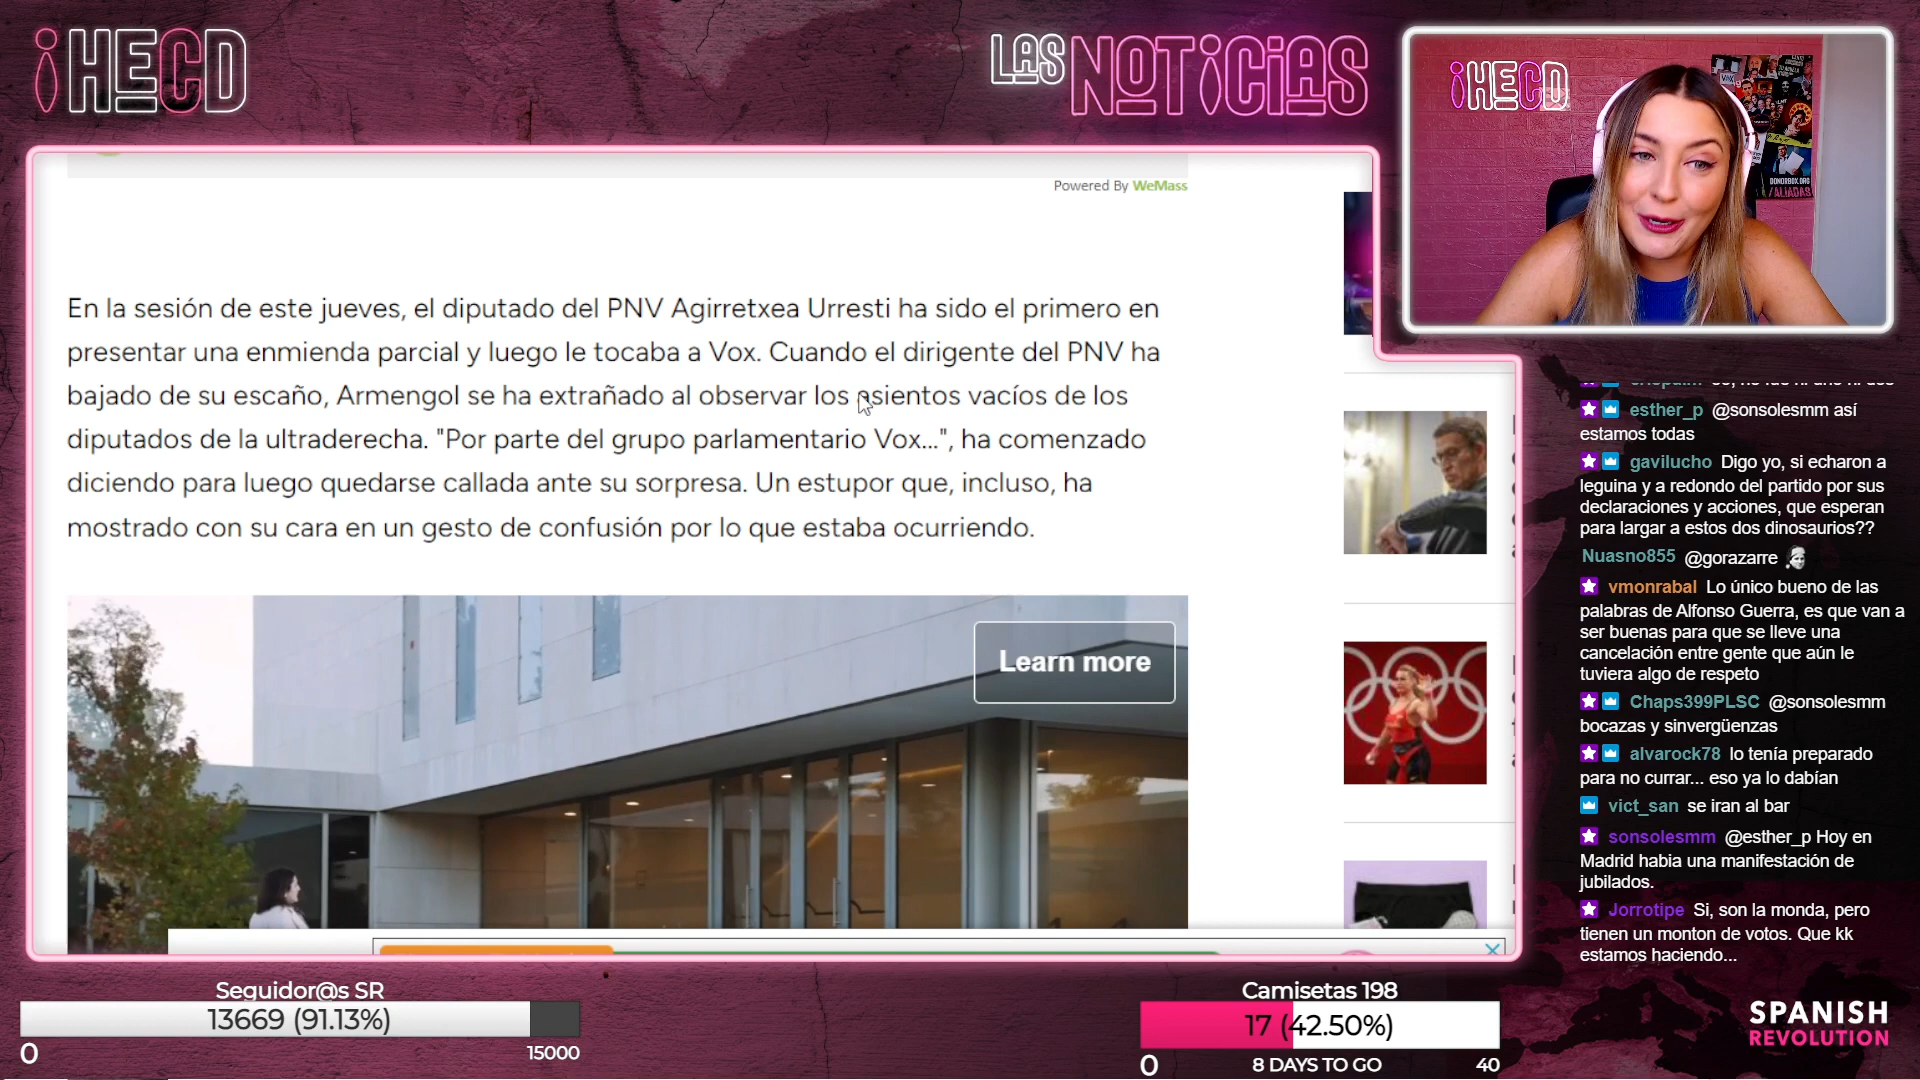 iHECD
LAS NOTiCiAS
iHECD
DONORBOX.ORG
/ALIADAS
Powered By WeMass
En la sesión de este jueves, el diputado del PNV Agirretxea Urresti ha sido el primero en
presentar una enmienda parcial y luego le tocaba a Vox. Cuando el dirigente del PNV ha
bajado de su escaño, Armengol se ha extrañado al observar los asientos vacíos de los
diputados de la ultraderecha. "Por parte del grupo parlamentario Vox...", ha comenzado
diciendo para luego quedarse callada ante su sorpresa. Un estupor que, incluso, ha
mostrado con su cara en un gesto de confusión por lo que estaba ocurriendo.
Learn more
esther_p @sonsolesmm así
estamos todas
gavilucho Digo yo, si echaron a
leguina y a redondo del partido por sus
declaraciones y acciones, que esperan
para largar a estos dos dinosaurios??
Nuasno855 @gorazarre
vmonrabal Lo único bueno de las
palabras de Alfonso Guerra, es que van a
ser buenas para que se lleve una
cancelación entre gente que aún le
tuviera algo de respeto
Chaps399PLSC @sonsolesmm
bocazas y sinvergüenzas
alvarock78 lo tenía preparado
para no currar... eso ya lo dabían
vict_san se iran al bar
sonsolesmm @esther_p Hoy en
Madrid habia una manifestación de
jubilados.
Jorrotipe Si, son la monda, pero
tienen un monton de votos. Que kk
estamos haciendo...
Seguidor@s SR
13669 (91.13%)
0
15000
Camisetas 198
17 (42.50%)
0
8 DAYS TO GO
40
SPANISH
REVOLUTION